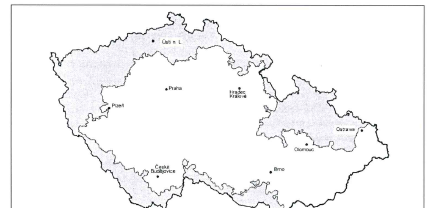 Ústí n L.
Praha
Hradec
Králové
Plzeň
Ostrava
Olomouc
České
Budějovice
Brno